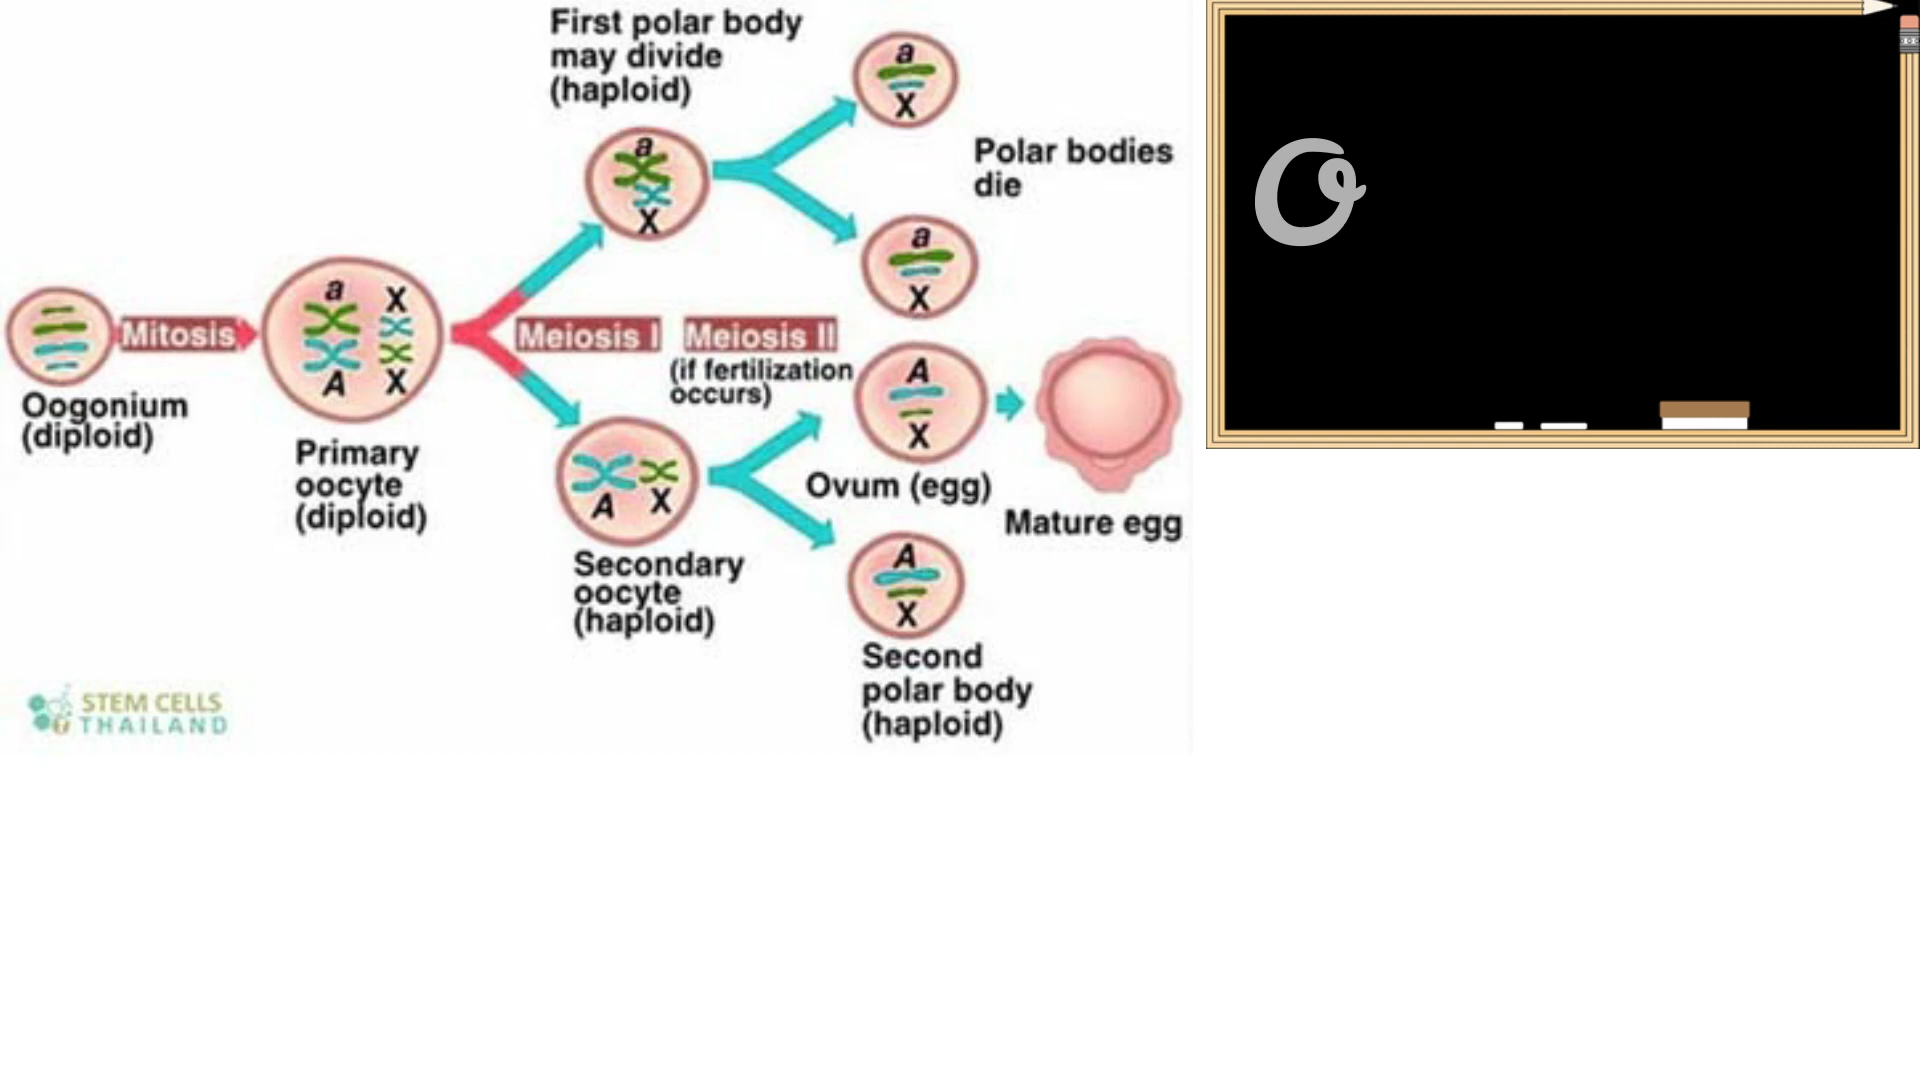 First polar body
may divide
(haploid)
a
X
a
X
Polar bodies
die
a
X
a
X
A
X
Mitosis
Meiosis I
Meiosis II
(if fertilization
occurs)
Oogonium
(diploid)
Primary
oocyte
(diploid)
A
X
Secondary
oocyte
(haploid)
A
X
Ovum (egg)
Mature egg
A
X
Second
polar body
(haploid)
STEM CELLS
THAILAND
O